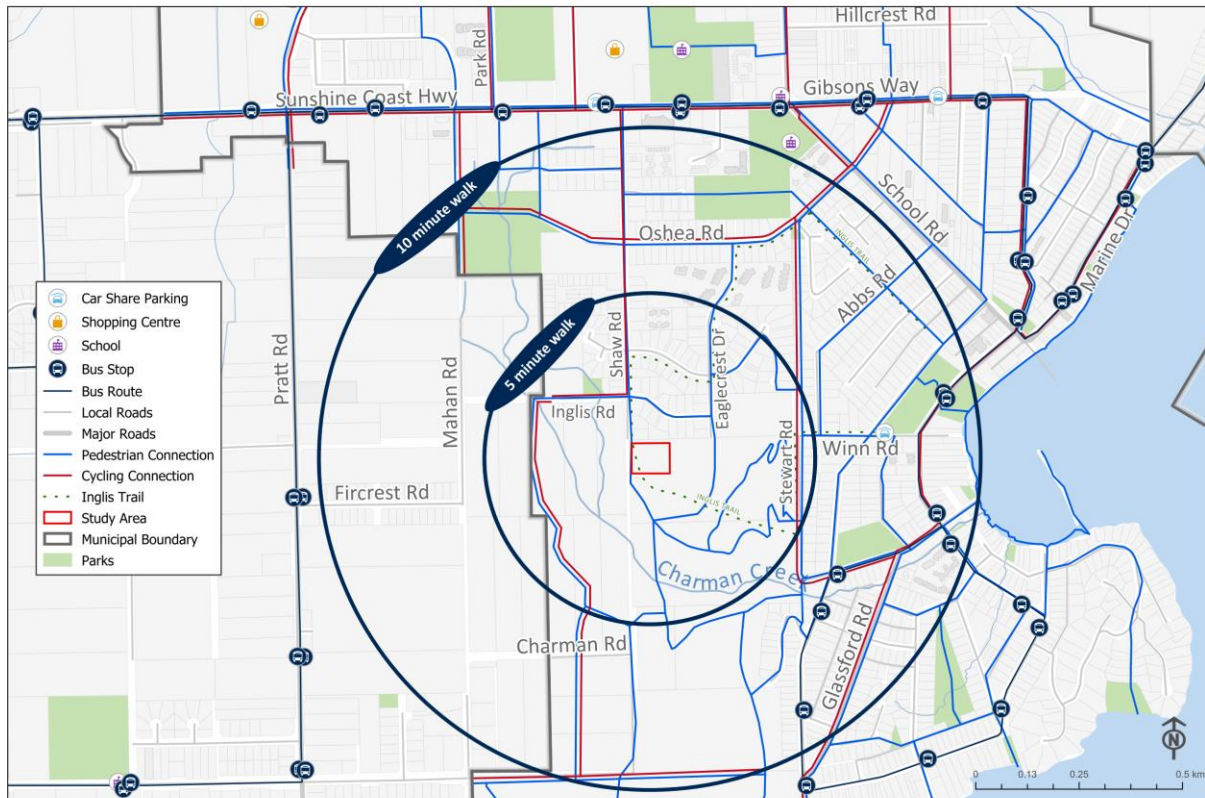 Hillcrest Rd
Park Rd
Sunshine Coast Hwy
Gibsons Way
10 minute walk
School Rd
Oshea Rd
INGLIS TRAIL
Marine Dr
Abbs Rd
5 minute walk
Shaw Rd
Eaglecrest Dr
Pratt Rd
Mahan Rd
Inglis Rd
Stewart Rd
Winn Rd
Fircrest Rd
INGLIS TRAIL
Charman Creek
Glassford Rd
Charman Rd
Car Share Parking
Shopping Centre
School
Bus Stop
Bus Route
Local Roads
Major Roads
Pedestrian Connection
Cycling Connection
Inglis Trail
Study Area
Municipal Boundary
Parks
N
0 0.13 0.25 0.5 km